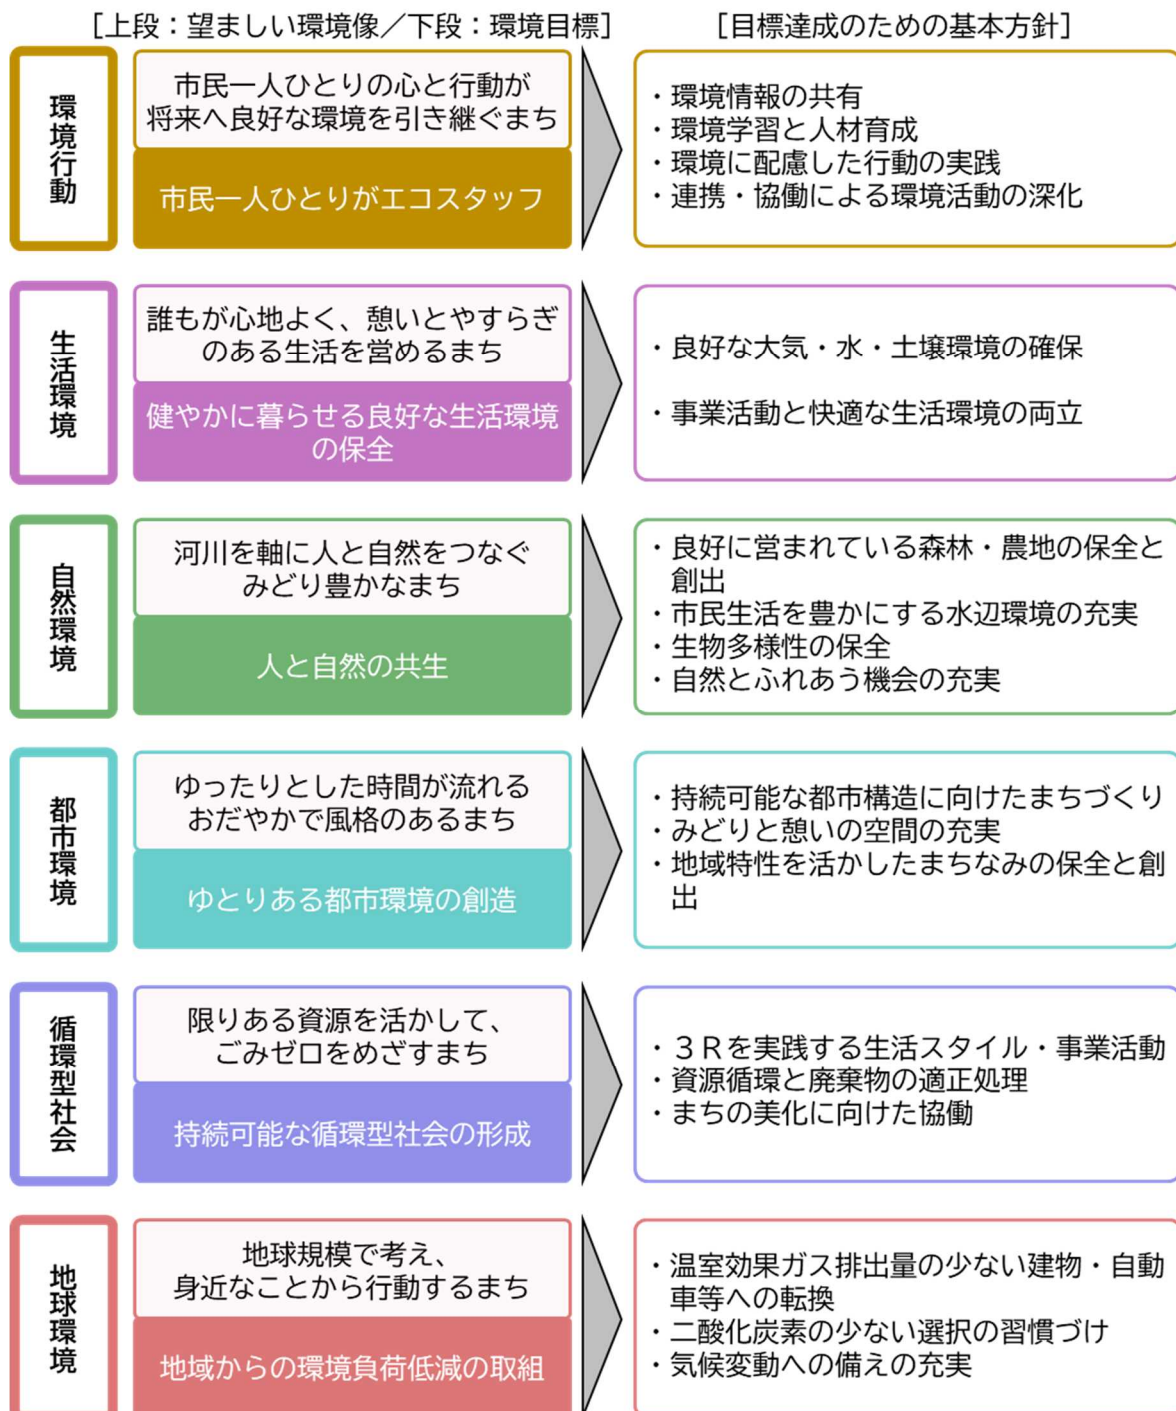 ［上段：望ましい環境像／下段：環境目標］
［目標達成のための基本方針］
環境行動
市民一人ひとりの心と行動が
将来へ良好な環境を引き継ぐまち
市民一人ひとりがエコスタッフ
・環境情報の共有
・環境学習と人材育成
・環境に配慮した行動の実践
・連携・協働による環境活動の深化
生活環境
誰もが心地よく、憩いとやすらぎ
のある生活を営めるまち
健やかに暮らせる良好な生活環境
の保全
・良好な大気・水・土壌環境の確保
・事業活動と快適な生活環境の両立
自然環境
河川を軸に人と自然をつなぐ
みどり豊かなまち
人と自然の共生
・良好に営まれている森林・農地の保全と
創出
・市民生活を豊かにする水辺環境の充実
・生物多様性の保全
・自然とふれあう機会の充実
都市環境
ゆったりとした時間が流れる
おだやかで風格のあるまち
ゆとりある都市環境の創造
・持続可能な都市構造に向けたまちづくり
・みどりと憩いの空間の充実
・地域特性を活かしたまちなみの保全と創
出
循環型社会
限りある資源を活かして、
ごみゼロをめざすまち
持続可能な循環型社会の形成
・３Ｒを実践する生活スタイル・事業活動
・資源循環と廃棄物の適正処理
・まちの美化に向けた協働
地球環境
地球規模で考え、
身近なことから行動するまち
地域からの環境負荷低減の取組
・温室効果ガス排出量の少ない建物・自動
車等への転換
・二酸化炭素の少ない選択の習慣づけ
・気候変動への備えの充実